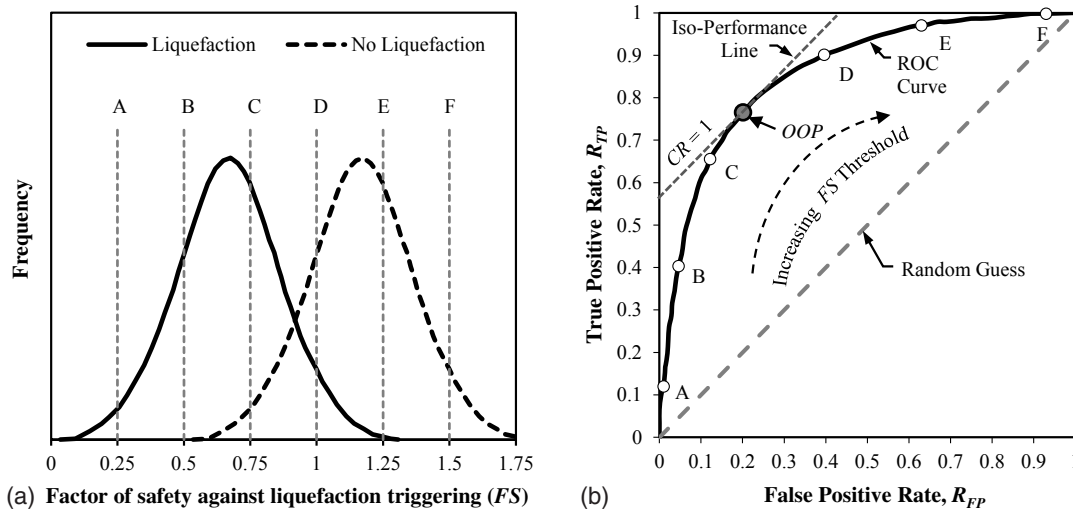 Liquefaction
No Liquefaction
A B C D E F
Frequency
0 0.25 0.5 0.75 1 1.25 1.5 1.75
(a) Factor of safety against liquefaction triggering (FS)
Iso-Performance
Line
F
E
D
ROC
Curve
OOP
CR = 1
C
Increasing FS Threshold
B
Random Guess
A
True Positive Rate, R_TP
1
0.9
0.8
0.7
0.6
0.5
0.4
0.3
0.2
0.1
0
0 0.1 0.2 0.3 0.4 0.5 0.6 0.7 0.8 0.9 1
(b) False Positive Rate, R_FP